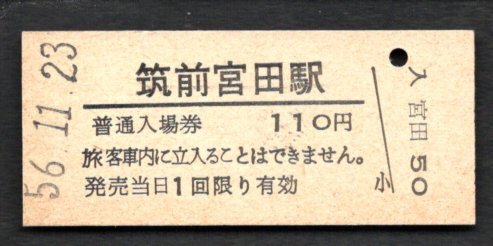 56.11.23
筑前宮田駅
普通入場券 110円
旅客車内に立入ることはできません。
発売当日1回限り有効
小
入 宮田 50